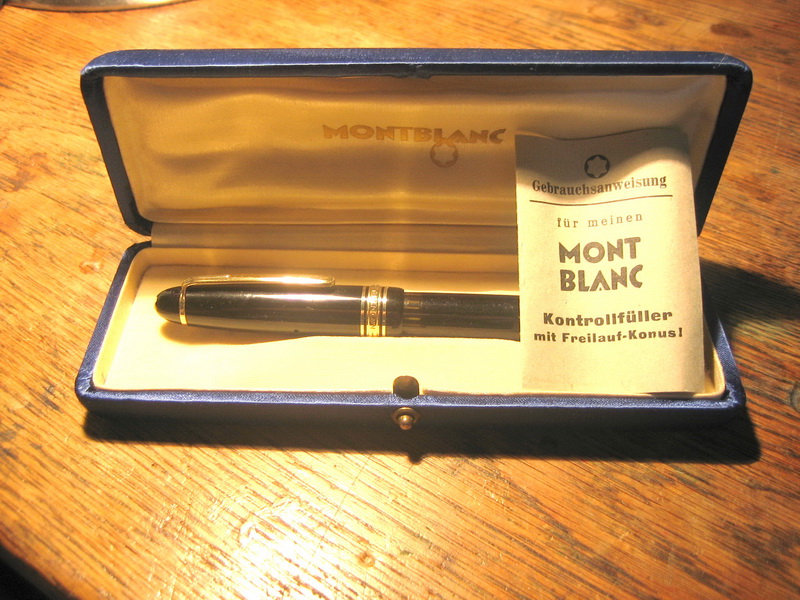 MONTBLANC
Gebrauchsanweisung
für meinen
MONT
BLANC
Kontrollfüller
mit Freilauf-Konus!